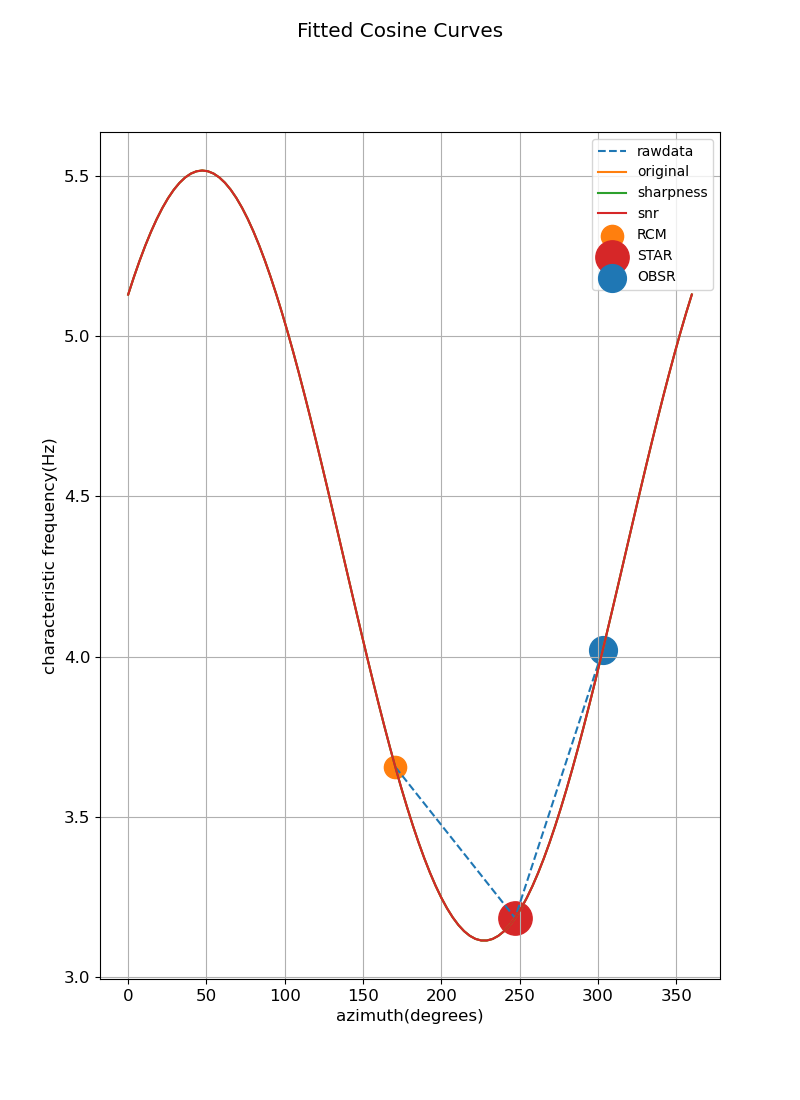 Fitted Cosine Curves
rawdata
original
sharpness
snr
RCM
STAR
OBSR
5.5
5.0
4.5
4.0
3.5
3.0
characteristic frequency(Hz)
0 50 100 150 200 250 300 350
azimuth(degrees)